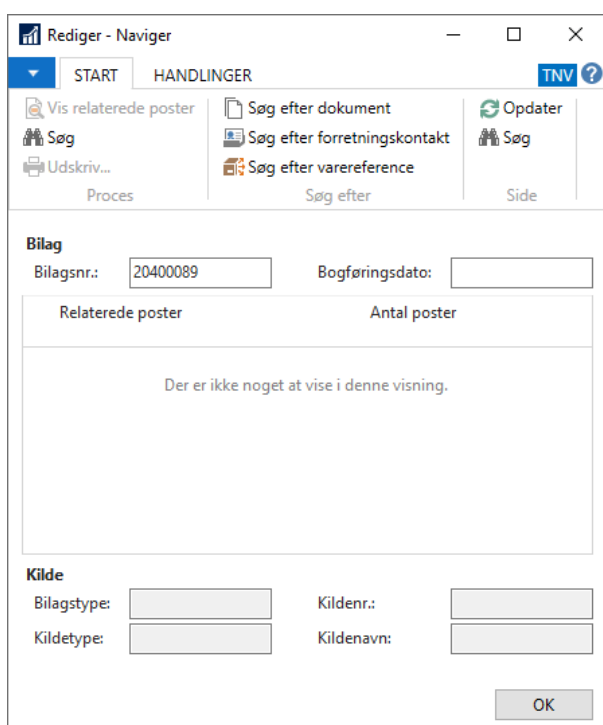 Rediger - Naviger
START HANDLINGER TNV ?
Vis relaterede poster Søg efter dokument Opdater
Søg Søg efter forretningskontakt Søg
Udskriv... Søg efter varereference
Proces Søg efter Side
Bilag
Bilagsnr.: 20400089 Bogføringsdato:
Relaterede poster Antal poster
Der er ikke noget at vise i denne visning.
Kilde
Bilagstype: Kildenr.:
Kildetype: Kildenavn:
OK